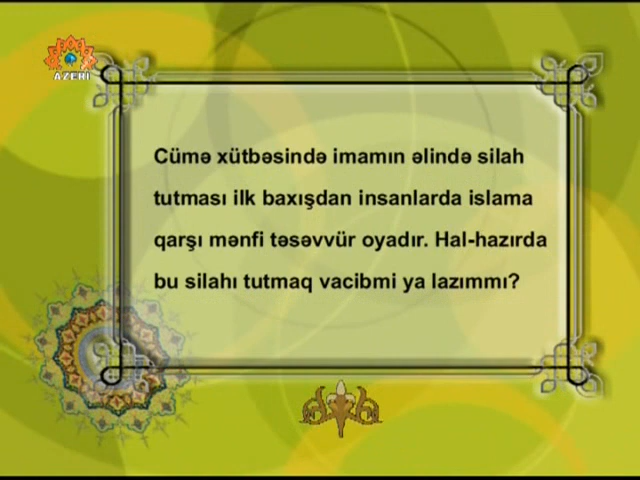 AZERİ
Cümə xütbəsində imamın əlində silah
tutması ilk baxışdan insanlarda islama
qarşı mənfi təsəvvür oyadır. Hal-hazırda
bu silahı tutmaq vacibmi ya lazımmı?